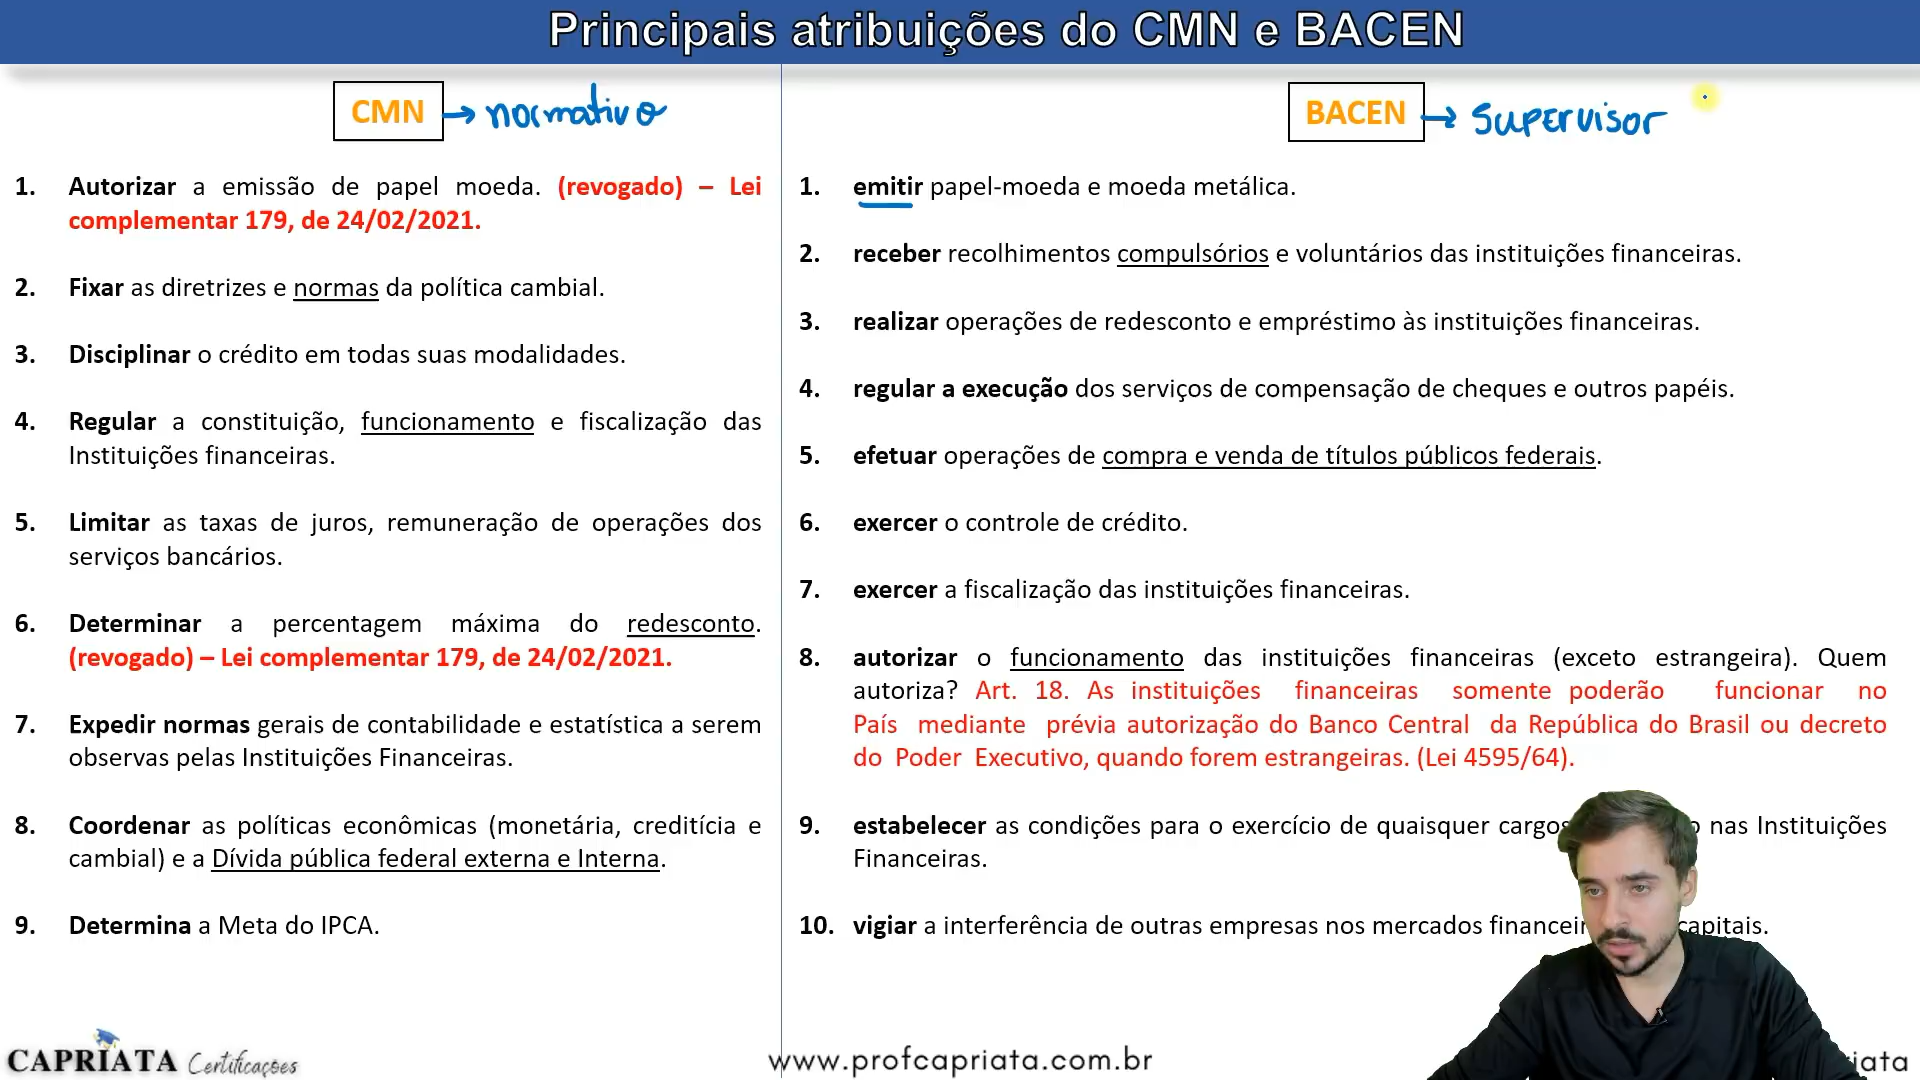 Principais atribuições do CMN e BACEN
CMN → normativo
1. Autorizar a emissão de papel moeda. (revogado) – Lei
complementar 179, de 24/02/2021.
2. Fixar as diretrizes e normas da política cambial.
3. Disciplinar o crédito em todas suas modalidades.
4. Regular a constituição, funcionamento e fiscalização das
Instituições financeiras.
5. Limitar as taxas de juros, remuneração de operações dos
serviços bancários.
6. Determinar a percentagem máxima do redesconto.
(revogado) – Lei complementar 179, de 24/02/2021.
7. Expedir normas gerais de contabilidade e estatística a serem
observas pelas Instituições Financeiras.
8. Coordenar as políticas econômicas (monetária, creditícia e
cambial) e a Dívida pública federal externa e Interna.
9. Determina a Meta do IPCA.
BACEN → Supervisor
1. emitir papel-moeda e moeda metálica.
2. receber recolhimentos compulsórios e voluntários das instituições financeiras.
3. realizar operações de redesconto e empréstimo às instituições financeiras.
4. regular a execução dos serviços de compensação de cheques e outros papéis.
5. efetuar operações de compra e venda de títulos públicos federais.
6. exercer o controle de crédito.
7. exercer a fiscalização das instituições financeiras.
8. autorizar o funcionamento das instituições financeiras (exceto estrangeira). Quem
autoriza? Art. 18. As instituições financeiras somente poderão funcionar no
País mediante prévia autorização do Banco Central da República do Brasil ou decreto
do Poder Executivo, quando forem estrangeiras. (Lei 4595/64).
9. estabelecer as condições para o exercício de quaisquer cargos nas Instituições
Financeiras.
10. vigiar a interferência de outras empresas nos mercados financeir capitais.
CAPRIATA Certificações
www.profcapriata.com.br
iata